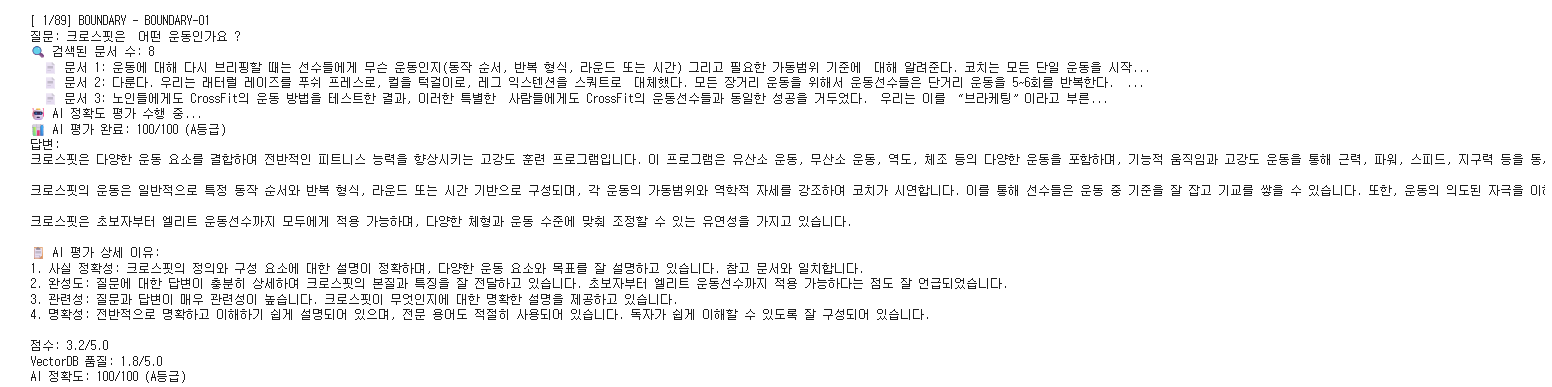 [ 1/89] BOUNDARY - BOUNDARY-01
질문: 크로스핏은  어떤 운동인가요 ?
🔍 검색된 문서 수: 8
📄 문서 1: 운동에 대해 다시 브리핑할 때는 선수들에게 무슨 운동인지(동작 순서, 반복 형식, 라운드 또는 시간) 그리고 필요한 가동범위 기준에  대해 알려준다. 코치는 모든 단일 운동을 시작...
📄 문서 2: 다룬다. 우리는 래터럴 레이즈를 푸쉬 프레스로, 컬을 턱걸이로, 레그 익스텐션을 스쿼트로  대체했다. 모든 장거리 운동을 위해서 운동선수들은 단거리 운동을 5-6회를 반복한다.  ...
📄 문서 3: 노인들에게도 CrossFit의 운동 방법을 테스트한 결과, 이러한 특별한  사람들에게도 CrossFit의 운동선수들과 동일한 성공을 거두었다.  우리는 이를  “브라케팅”이라고 부른...
🤖 AI 정확도 평가 수행 중...
📊 AI 평가 완료: 100/100 (A등급)
답변:
크로스핏은 다양한 운동 요소를 결합하여 전반적인 피트니스 능력을 향상시키는 고강도 훈련 프로그램입니다. 이 프로그램은 유산소 운동, 무산소 운동, 역도, 체조 등의 다양한 운동을 포함하며, 기능적 움직임과 고강도 운동을 통해 근력, 파워, 스피드, 지구력 등을 동
크로스핏의 운동은 일반적으로 특정 동작 순서와 반복 형식, 라운드 또는 시간 기반으로 구성되며, 각 운동의 가동범위와 역학적 자세를 강조하여 코치가 시연합니다. 이를 통해 선수들은 운동 중 기준을 잘 잡고 기교를 쌓을 수 있습니다. 또한, 운동의 의도된 자극을
크로스핏은 초보자부터 엘리트 운동선수까지 모두에게 적용 가능하며, 다양한 체형과 운동 수준에 맞춰 조정할 수 있는 유연성을 가지고 있습니다.
📋 AI 평가 상세 이유:
1. 사실 정확성: 크로스핏의 정의와 구성 요소에 대한 설명이 정확하며, 다양한 운동 요소와 목표를 잘 설명하고 있습니다. 참고 문서와 일치합니다.
2. 완성도: 질문에 대한 답변이 충분히 상세하며 크로스핏의 본질과 특징을 잘 전달하고 있습니다. 초보자부터 엘리트 운동선수까지 적용 가능하다는 점도 잘 언급되었습니다.
3. 관련성: 질문과 답변이 매우 관련성이 높습니다. 크로스핏이 무엇인지에 대한 명확한 설명을 제공하고 있습니다.
4. 명확성: 전반적으로 명확하고 이해하기 쉽게 설명되어 있으며, 전문 용어도 적절히 사용되어 있습니다. 독자가 쉽게 이해할 수 있도록 잘 구성되어 있습니다.
점수: 3.2/5.0
VectorDB 품질: 1.8/5.0
AI 정확도: 100/100 (A등급)